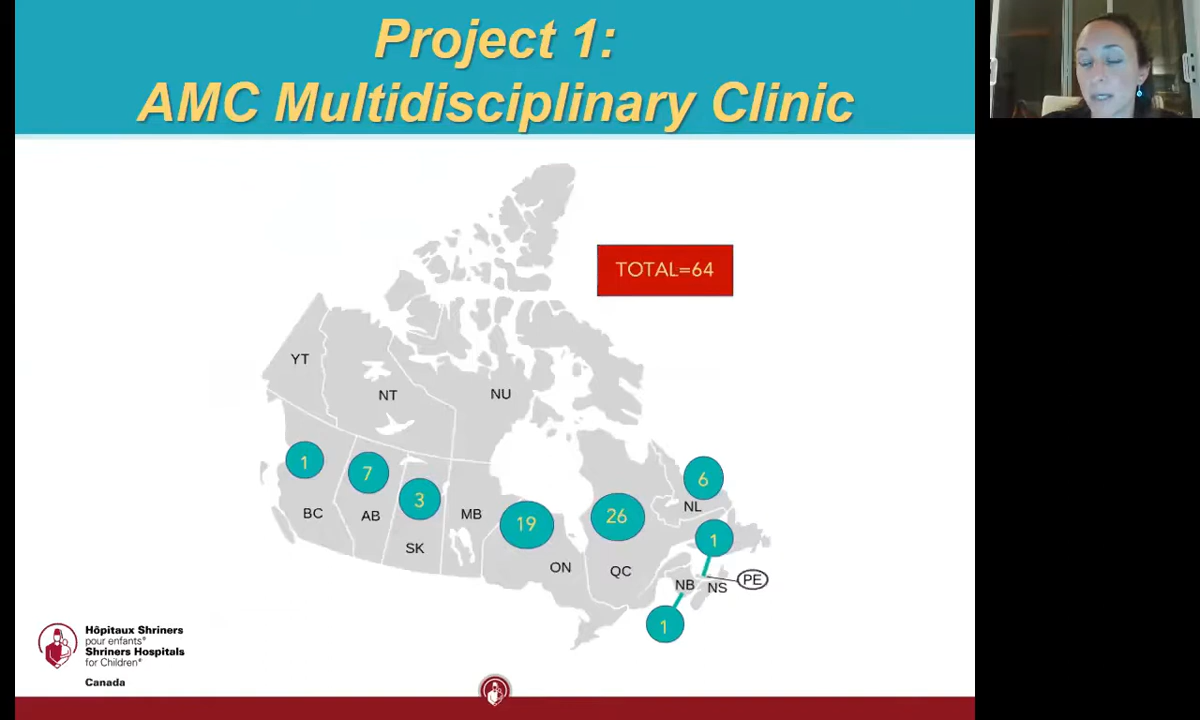 Project 1:
AMC Multidisciplinary Clinic
TOTAL=64
YT
NT
NU
1
7
3
19
26
6
1
1
BC
AB
SK
MB
ON
QC
NL
NB
NS
PE
Hôpitaux Shriners
pour enfants®
Shriners Hospitals
for Children®
Canada